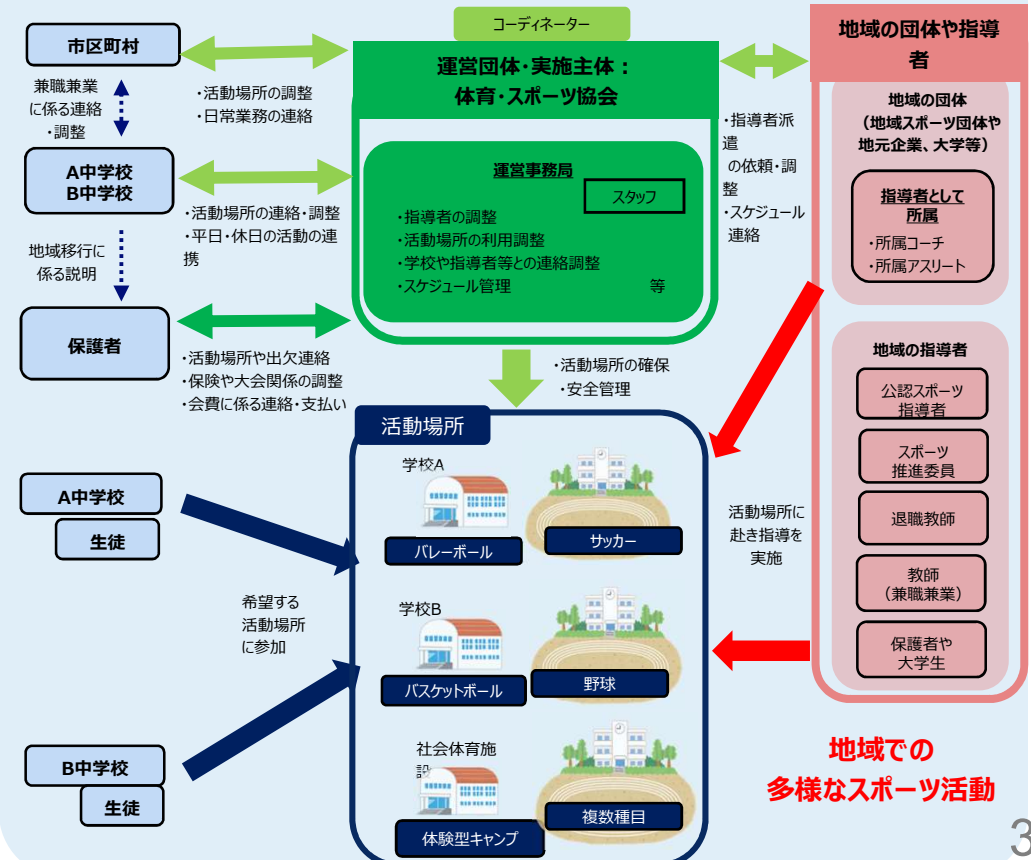 コーディネーター
市区町村
運営団体・実施主体：
体育・スポーツ協会
地域の団体や指導
者
兼職兼業
に係る連絡
・調整
・活動場所の調整
・日常業務の連絡
・指導者派
遣
の依頼・調
整
・スケジュール
連絡
地域の団体
（地域スポーツ団体や
地元企業、大学等）
指導者として
所属
・所属コーチ
・所属アスリート
A中学校
B中学校
・活動場所の連絡・調整
・平日・休日の活動の連
携
運営事務局
スタッフ
・指導者の調整
・活動場所の利用調整
・学校や指導者等との連絡調整
・スケジュール管理 等
地域移行に
係る説明
保護者
・活動場所や出欠連絡
・保険や大会関係の調整
・会費に係る連絡・支払い
・活動場所の確保
・安全管理
地域の指導者
公認スポーツ
指導者
スポーツ
推進委員
退職教師
教師
（兼職兼業）
保護者や
大学生
活動場所
学校A
バレーボール
サッカー
学校B
バスケットボール
野球
社会体育施
設
体験型キャンプ
複数種目
A中学校
生徒
希望する
活動場所
に参加
B中学校
生徒
活動場所に
赴き指導を
実施
地域での
多様なスポーツ活動
3